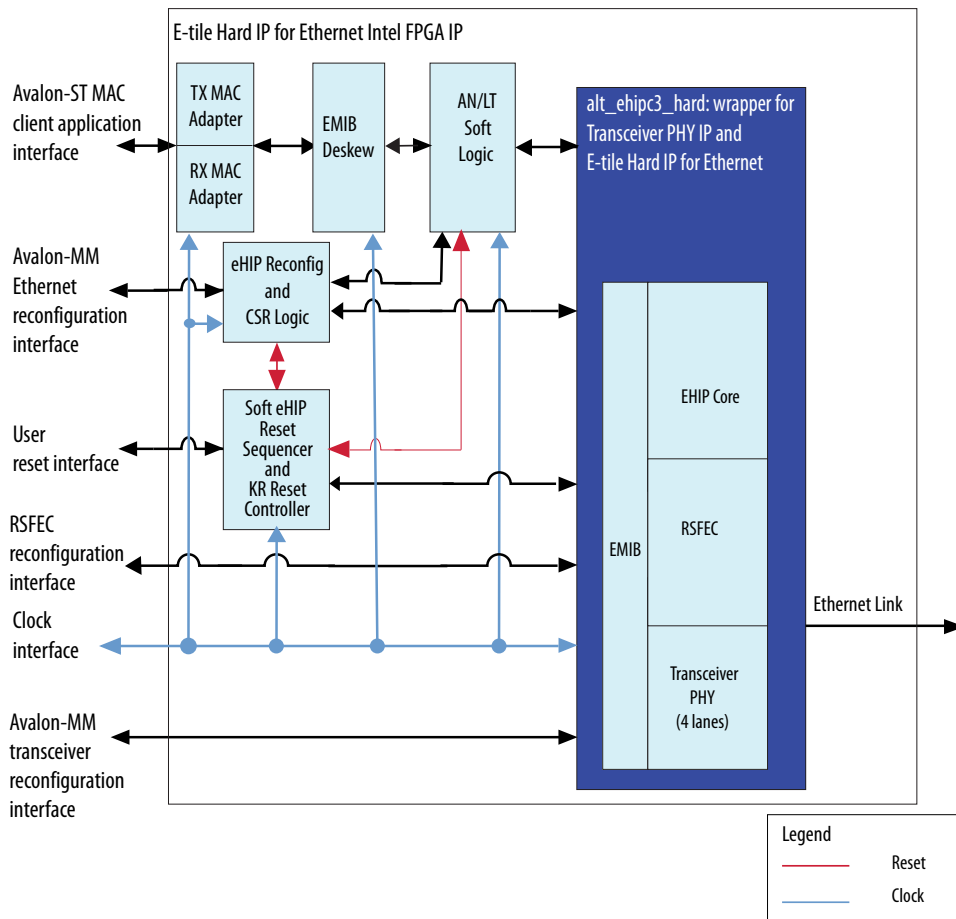 E-tile Hard IP for Ethernet Intel FPGA IP
Avalon-ST MAC
client application
interface
TX MAC
Adapter
RX MAC
Adapter
EMIB
Deskew
AN/LT
Soft
Logic
alt_ehipc3_hard: wrapper for
Transceiver PHY IP and
E-tile Hard IP for Ethernet
Avalon-MM
Ethernet
reconfiguration
interface
eHIP Reconfig
and
CSR Logic
User
reset interface
Soft eHIP
Reset
Sequencer
and
KR Reset
Controller
RSFEC
reconfiguration
interface
Clock
interface
Avalon-MM
transceiver
reconfiguration
interface
EMIB
EHIP Core
RSFEC
Transceiver
PHY
(4 lanes)
Ethernet Link
Legend
Reset
Clock